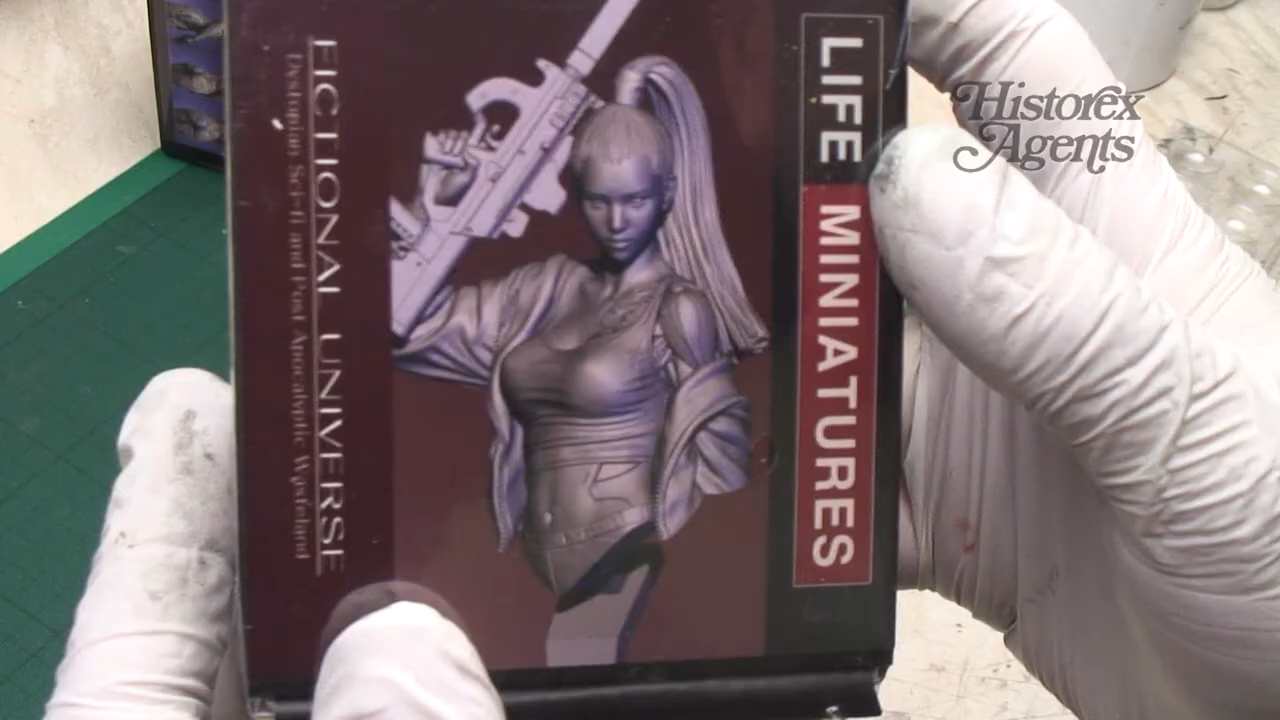 FICTIONAL UNIVERSE
Dystopian Sci-fi and Post Apocalyptic Wasteland
LIFE MINIATURES
Historex
Agents